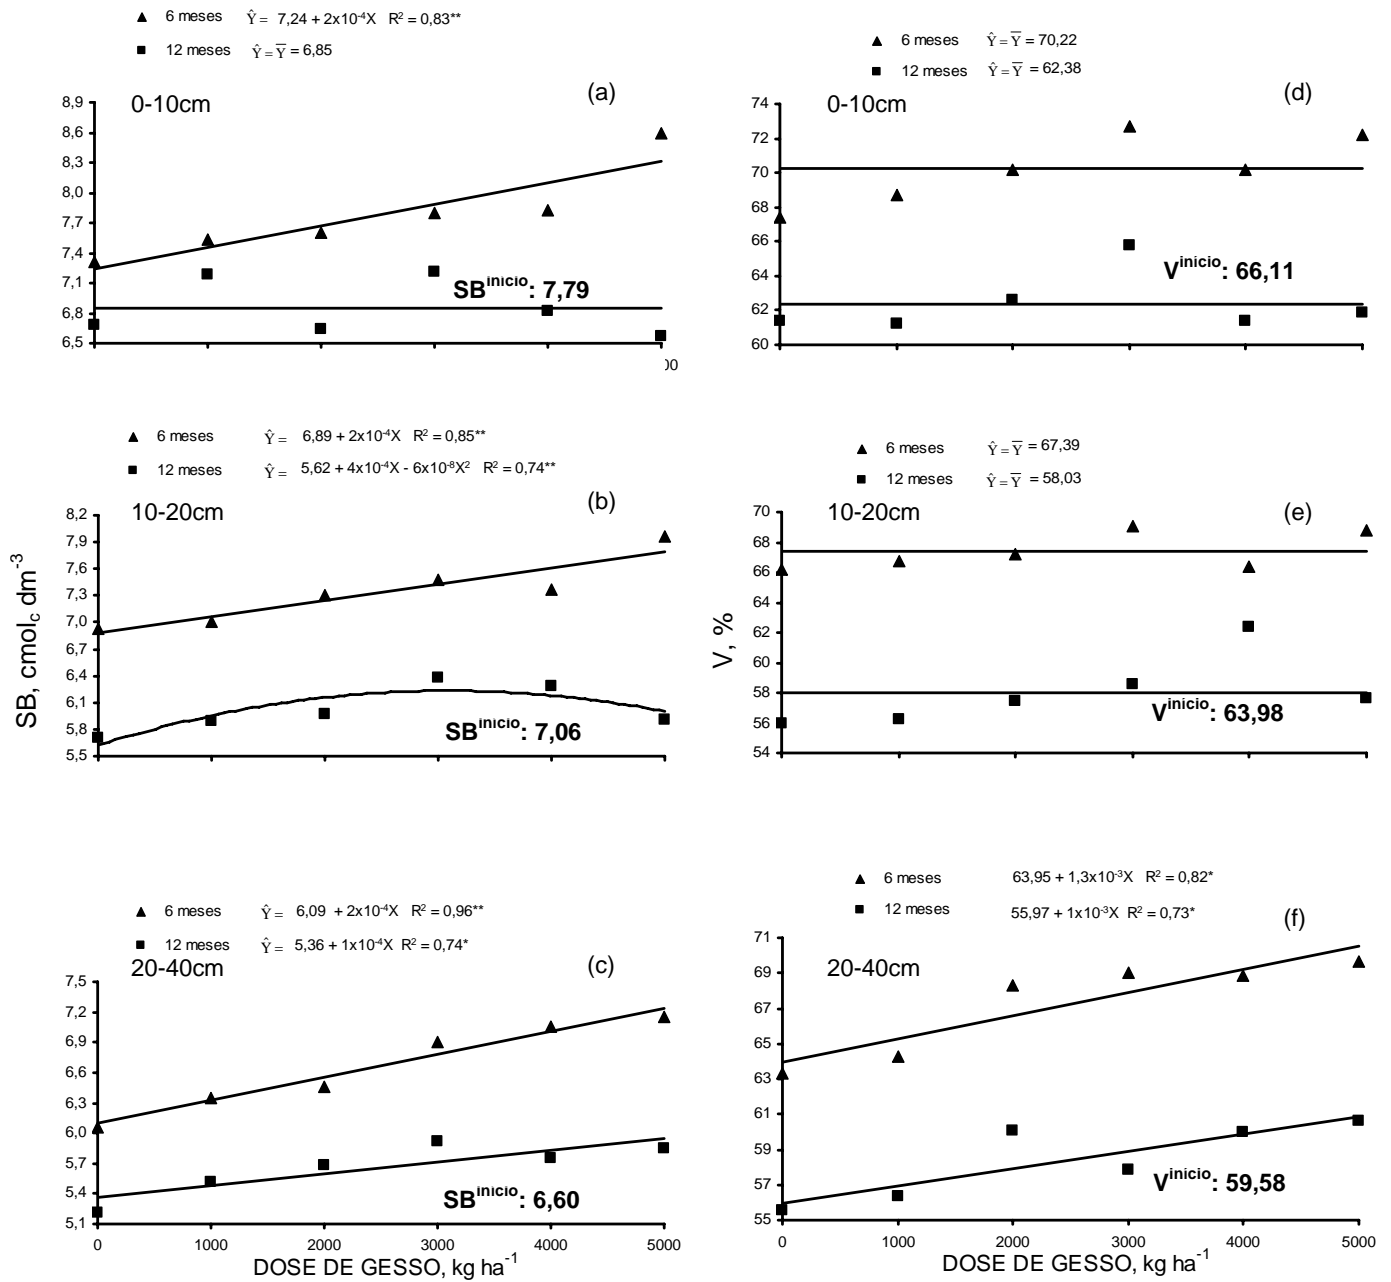 6 meses Ŷ = 7,24 + 2x10⁻⁴X R² = 0,83**
12 meses Ŷ = Y̅ = 6,85
(a)
0-10cm
8,9
8,6
8,3
8,0
7,7
7,4
7,1
6,8
6,5
SBⁱⁿⁱᶜⁱᵒ: 7,79
00
6 meses Ŷ = Y̅ = 70,22
12 meses Ŷ = Y̅ = 62,38
(d)
0-10cm
74
72
70
68
66
64
62
60
Vⁱⁿⁱᶜⁱᵒ: 66,11
6 meses Ŷ = 6,89 + 2x10⁻⁴X R² = 0,85**
12 meses Ŷ = 5,62 + 4x10⁻⁴X - 6x10⁻⁸X² R² = 0,74**
(b)
10-20cm
8,2
7,9
7,6
7,3
7,0
6,7
6,4
6,1
5,8
5,5
SBⁱⁿⁱᶜⁱᵒ: 7,06
SB, cmol꜀ dm⁻³
6 meses Ŷ = Y̅ = 67,39
12 meses Ŷ = Y̅ = 58,03
(e)
10-20cm
70
68
66
64
62
60
58
56
54
Vⁱⁿⁱᶜⁱᵒ: 63,98
V, %
6 meses Ŷ = 6,09 + 2x10⁻⁴X R² = 0,96**
12 meses Ŷ = 5,36 + 1x10⁻⁴X R² = 0,74*
(c)
20-40cm
7,5
7,2
6,9
6,6
6,3
6,0
5,7
5,4
5,1
SBⁱⁿⁱᶜⁱᵒ: 6,60
0 1000 2000 3000 4000 5000
DOSE DE GESSO, kg ha⁻¹
6 meses 63,95 + 1,3x10⁻³X R² = 0,82*
12 meses 55,97 + 1x10⁻³X R² = 0,73*
(f)
20-40cm
71
69
67
65
63
61
59
57
55
Vⁱⁿⁱᶜⁱᵒ: 59,58
0 1000 2000 3000 4000 5000
DOSE DE GESSO, kg ha⁻¹